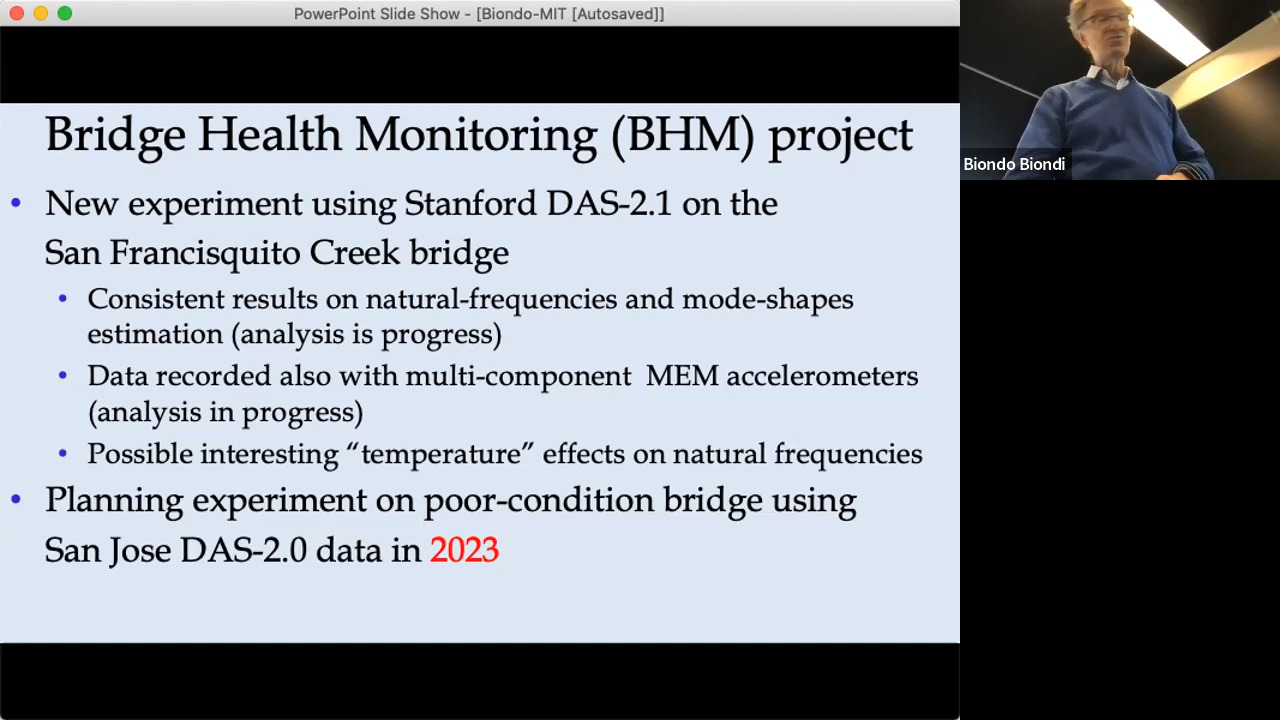 PowerPoint Slide Show - [Biondo-MIT [Autosaved]]
Bridge Health Monitoring (BHM) project
• New experiment using Stanford DAS-2.1 on the
San Francisquito Creek bridge
• Consistent results on natural-frequencies and mode-shapes
estimation (analysis is progress)
• Data recorded also with multi-component MEM accelerometers
(analysis in progress)
• Possible interesting “temperature” effects on natural frequencies
• Planning experiment on poor-condition bridge using
San Jose DAS-2.0 data in 2023
Biondo Biondi